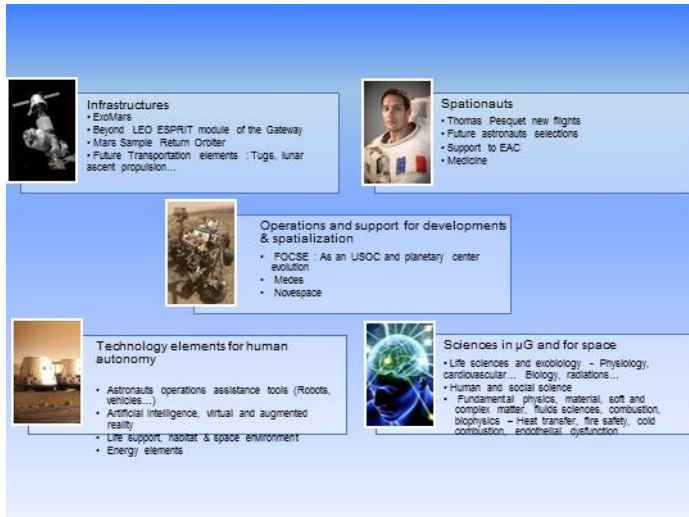 Infrastructures
• ExoMars
• Beyond LEO ESPRIT module of the Gateway
• Mars Sample Return Orbiter
• Future Transportation elements : Tugs, lunar
ascent propulsion…
Spationauts
• Thomas Pesquet new flights
• Future astronauts selections
• Support to EAC
• Medicine
Operations and support for developments
& spatialization
• FOCSE : As an USOC and planetary center
evolution
• Medes
• Novespace
Technology elements for human
autonomy
• Astronauts operations assistance tools (Robots,
vehicles…)
• Artificial intelligence, virtual and augmented
reality
• Life support, habitat & space environment
• Energy elements
Sciences in µG and for space
• Life sciences and exobiology – Physiology,
cardiovascular… Biology, radiations…
• Human and social science
• Fundamental physics, material, soft and
complex matter, fluids sciences, combustion,
biophysics – Heat transfer, fire safety, cold
combustion, endothelial dysfunction